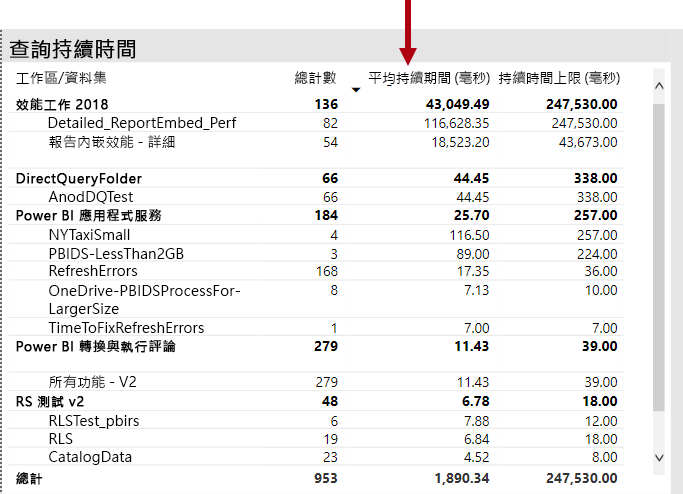 查詢持續時間
工作區/資料集 總計數 平均持續期間 (毫秒) 持續時間上限 (毫秒)
效能工作 2018 136 43,049.49 247,530.00
Detailed_ReportEmbed_Perf 82 116,628.35 247,530.00
報告內嵌效能 - 詳細 54 18,523.20 43,673.00
DirectQueryFolder 66 44.45 338.00
AnodDQTest 66 44.45 338.00
Power BI 應用程式服務 184 25.70 257.00
NYTaxiSmall 4 116.50 257.00
PBIDS-LessThan2GB 3 89.00 224.00
RefreshErrors 168 17.35 36.00
OneDrive-PBIDSProcessFor- 8 7.13 10.00
LargerSize
TimeToFixRefreshErrors 1 7.00 7.00
Power BI 轉換與執行評論 279 11.43 39.00
所有功能 - V2 279 11.43 39.00
RS 測試 v2 48 6.78 18.00
RLSTest_pbirs 6 7.88 12.00
RLS 19 6.84 18.00
CatalogData 23 4.52 8.00
總計 953 1,890.34 247,530.00